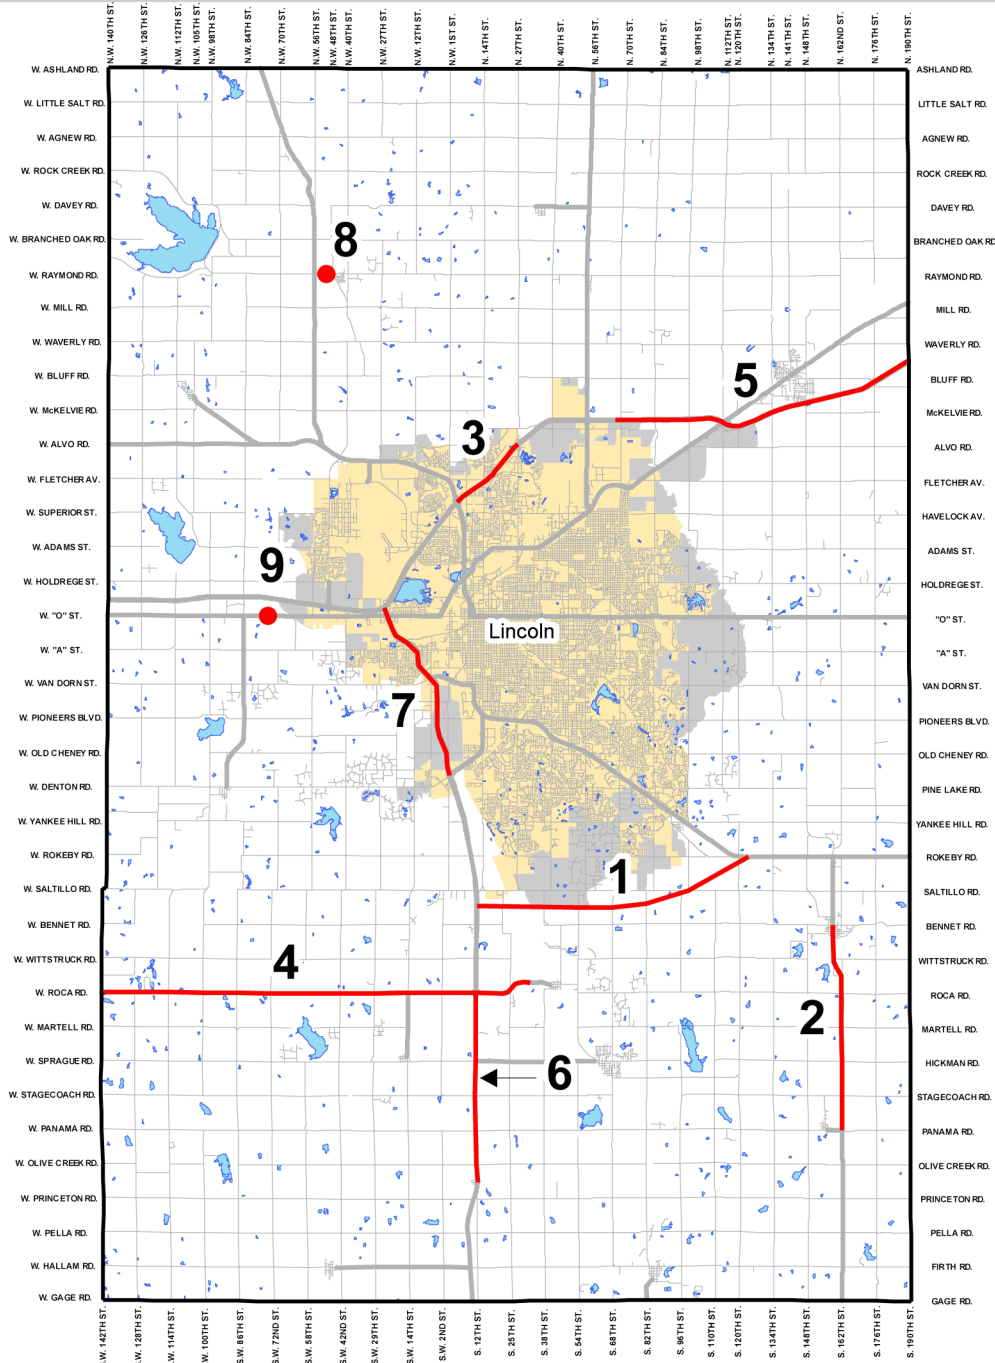 N.W. 140TH ST.
N.W. 126TH ST.
N.W. 112TH ST.
N.W. 105TH ST.
N.W. 98TH ST.
N.W. 84TH ST.
N.W. 70TH ST.
N.W. 56TH ST.
N.W. 48TH ST.
N.W. 40TH ST.
N.W. 27TH ST.
N.W. 12TH ST.
N.W. 1ST ST.
N. 14TH ST.
N. 27TH ST.
N. 40TH ST.
N. 56TH ST.
N. 70TH ST.
N. 84TH ST.
N. 98TH ST.
N. 112TH ST.
N. 120TH ST.
N. 134TH ST.
N. 141TH ST.
N. 148TH ST.
N. 162ND ST.
N. 176TH ST.
N. 190TH ST.
W. ASHLAND RD.
W. LITTLE SALT RD.
W. AGNEW RD.
W. ROCK CREEK RD.
W. DAVEY RD.
W. BRANCHED OAK RD.
W. RAYMOND RD.
W. MILL RD.
W. WAVERLY RD.
W. BLUFF RD.
W. McKELVIE RD.
W. ALVO RD.
W. FLETCHER AV.
W. SUPERIOR ST.
W. ADAMS ST.
W. HOLDREGE ST.
W. "O" ST.
W. "A" ST.
W. VAN DORN ST.
W. PIONEERS BLVD.
W. OLD CHENEY RD.
W. DENTON RD.
W. YANKEE HILL RD.
W. ROKEBY RD.
W. SALTILLO RD.
W. BENNET RD.
W. WITTSTRUCK RD.
W. ROCA RD.
W. MARTELL RD.
W. SPRAGUE RD.
W. STAGECOACH RD.
W. PANAMA RD.
W. OLIVE CREEK RD.
W. PRINCETON RD.
W. PELLA RD.
W. HALLAM RD.
W. GAGE RD.
8
5
3
9
Lincoln
7
1
4
2
6
ASHLAND RD.
LITTLE SALT RD.
AGNEW RD.
ROCK CREEK RD.
DAVEY RD.
BRANCHED OAK RD
RAYMOND RD.
MILL RD.
WAVERLY RD.
BLUFF RD.
McKELVIE RD.
ALVO RD.
FLETCHER AV.
HAVELOCK AV.
ADAMS ST.
HOLDREGE ST.
"O" ST.
"A" ST.
VAN DORN ST.
PIONEERS BLVD.
OLD CHENEY RD.
PINE LAKE RD.
YANKEE HILL RD.
ROKEBY RD.
SALTILLO RD.
BENNET RD.
WITTSTRUCK RD.
ROCA RD.
MARTELL RD.
HICKMAN RD.
STAGECOACH RD.
PANAMA RD.
OLIVE CREEK RD.
PRINCETON RD.
PELLA RD.
FIRTH RD.
GAGE RD.
.W. 142TH ST.
.W. 128TH ST.
.W. 114TH ST.
.W. 100TH ST.
S.W. 86TH ST.
S.W. 72ND ST.
S.W. 58TH ST.
S.W. 42ND ST.
S.W. 29TH ST.
S.W. 14TH ST.
S.W. 2ND ST.
S. 12TH ST.
S. 25TH ST.
S. 38TH ST.
S. 54TH ST.
S. 68TH ST.
S. 82TH ST.
S. 96TH ST.
S. 110TH ST.
S. 120TH ST.
S. 134TH ST.
S. 148TH ST.
S. 162TH ST.
S. 176TH ST.
S. 190TH ST.